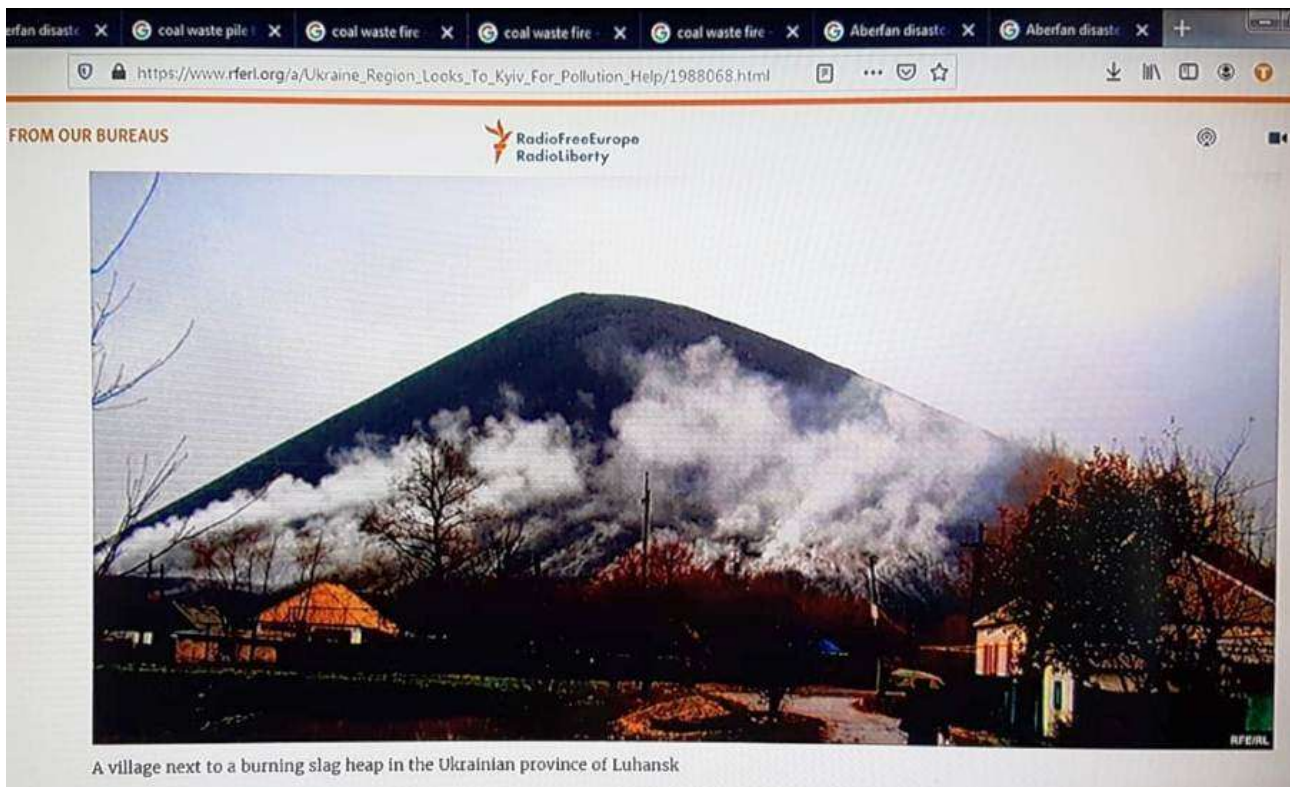 erfan disaste
coal waste pile f
coal waste fire -
coal waste fire -
coal waste fire -
Aberfan disaste
Aberfan disaste
https://www.rferl.org/a/Ukraine_Region_Looks_To_Kyiv_For_Pollution_Help/1988068.html
FROM OUR BUREAUS
RadioFreeEurope
RadioLiberty
RFE/RL
A village next to a burning slag heap in the Ukrainian province of Luhansk